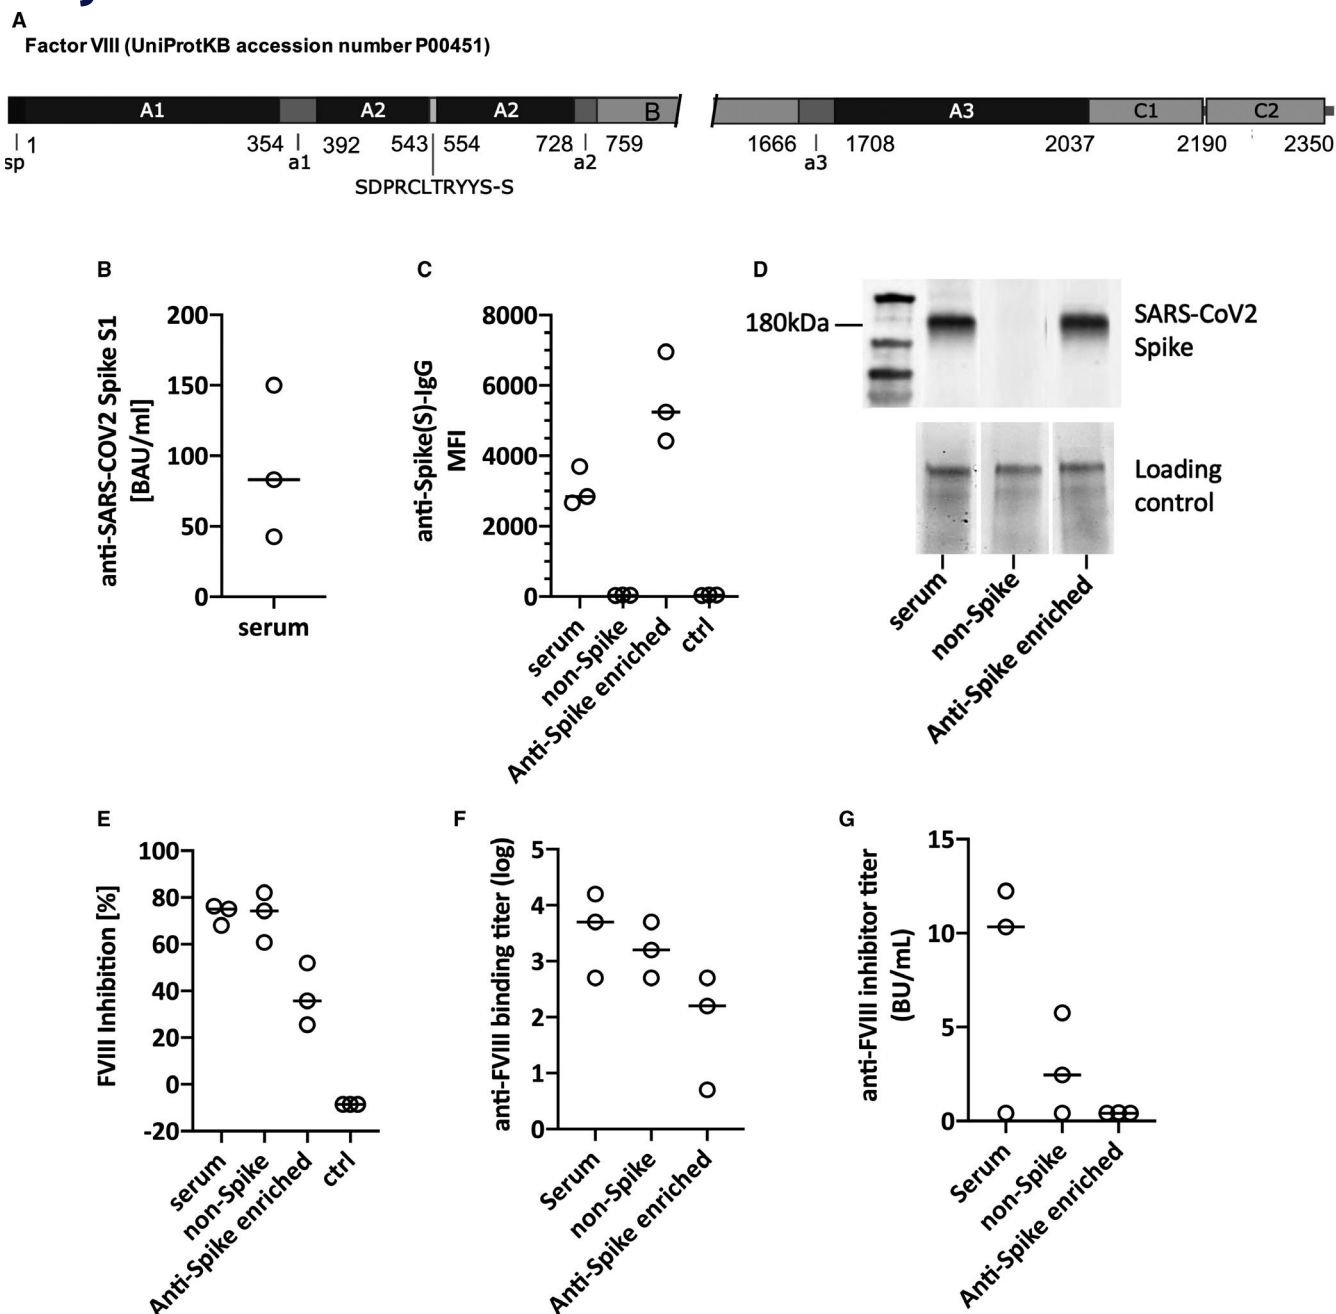 A
Factor VIII (UniProtKB accession number P00451)
A1 A2 A2 B A3 C1 C2
1 354 392 543 554 728 759 1666 1708 2037 2190 2350
sp a1 a2 a3
SDPRCLTRYYS-S
B
anti-SARS-COV2 Spike S1
[BAU/ml]
200
150
100
50
0
serum
C
anti-Spike(S)-IgG
MFI
8000
6000
4000
2000
0
serum
non-Spike
Anti-Spike enriched
ctrl
D
180kDa
SARS-CoV2
Spike
Loading
control
serum
non-Spike
Anti-Spike enriched
E
FVIII Inhibition [%]
100
80
60
40
20
0
-20
serum
non-Spike
Anti-Spike enriched
ctrl
F
anti-FVIII binding titer (log)
5
4
3
2
1
0
Serum
non-Spike
Anti-Spike enriched
G
anti-FVIII inhibitor titer
(BU/mL)
15
10
5
0
Serum
non-Spike
Anti-Spike enriched